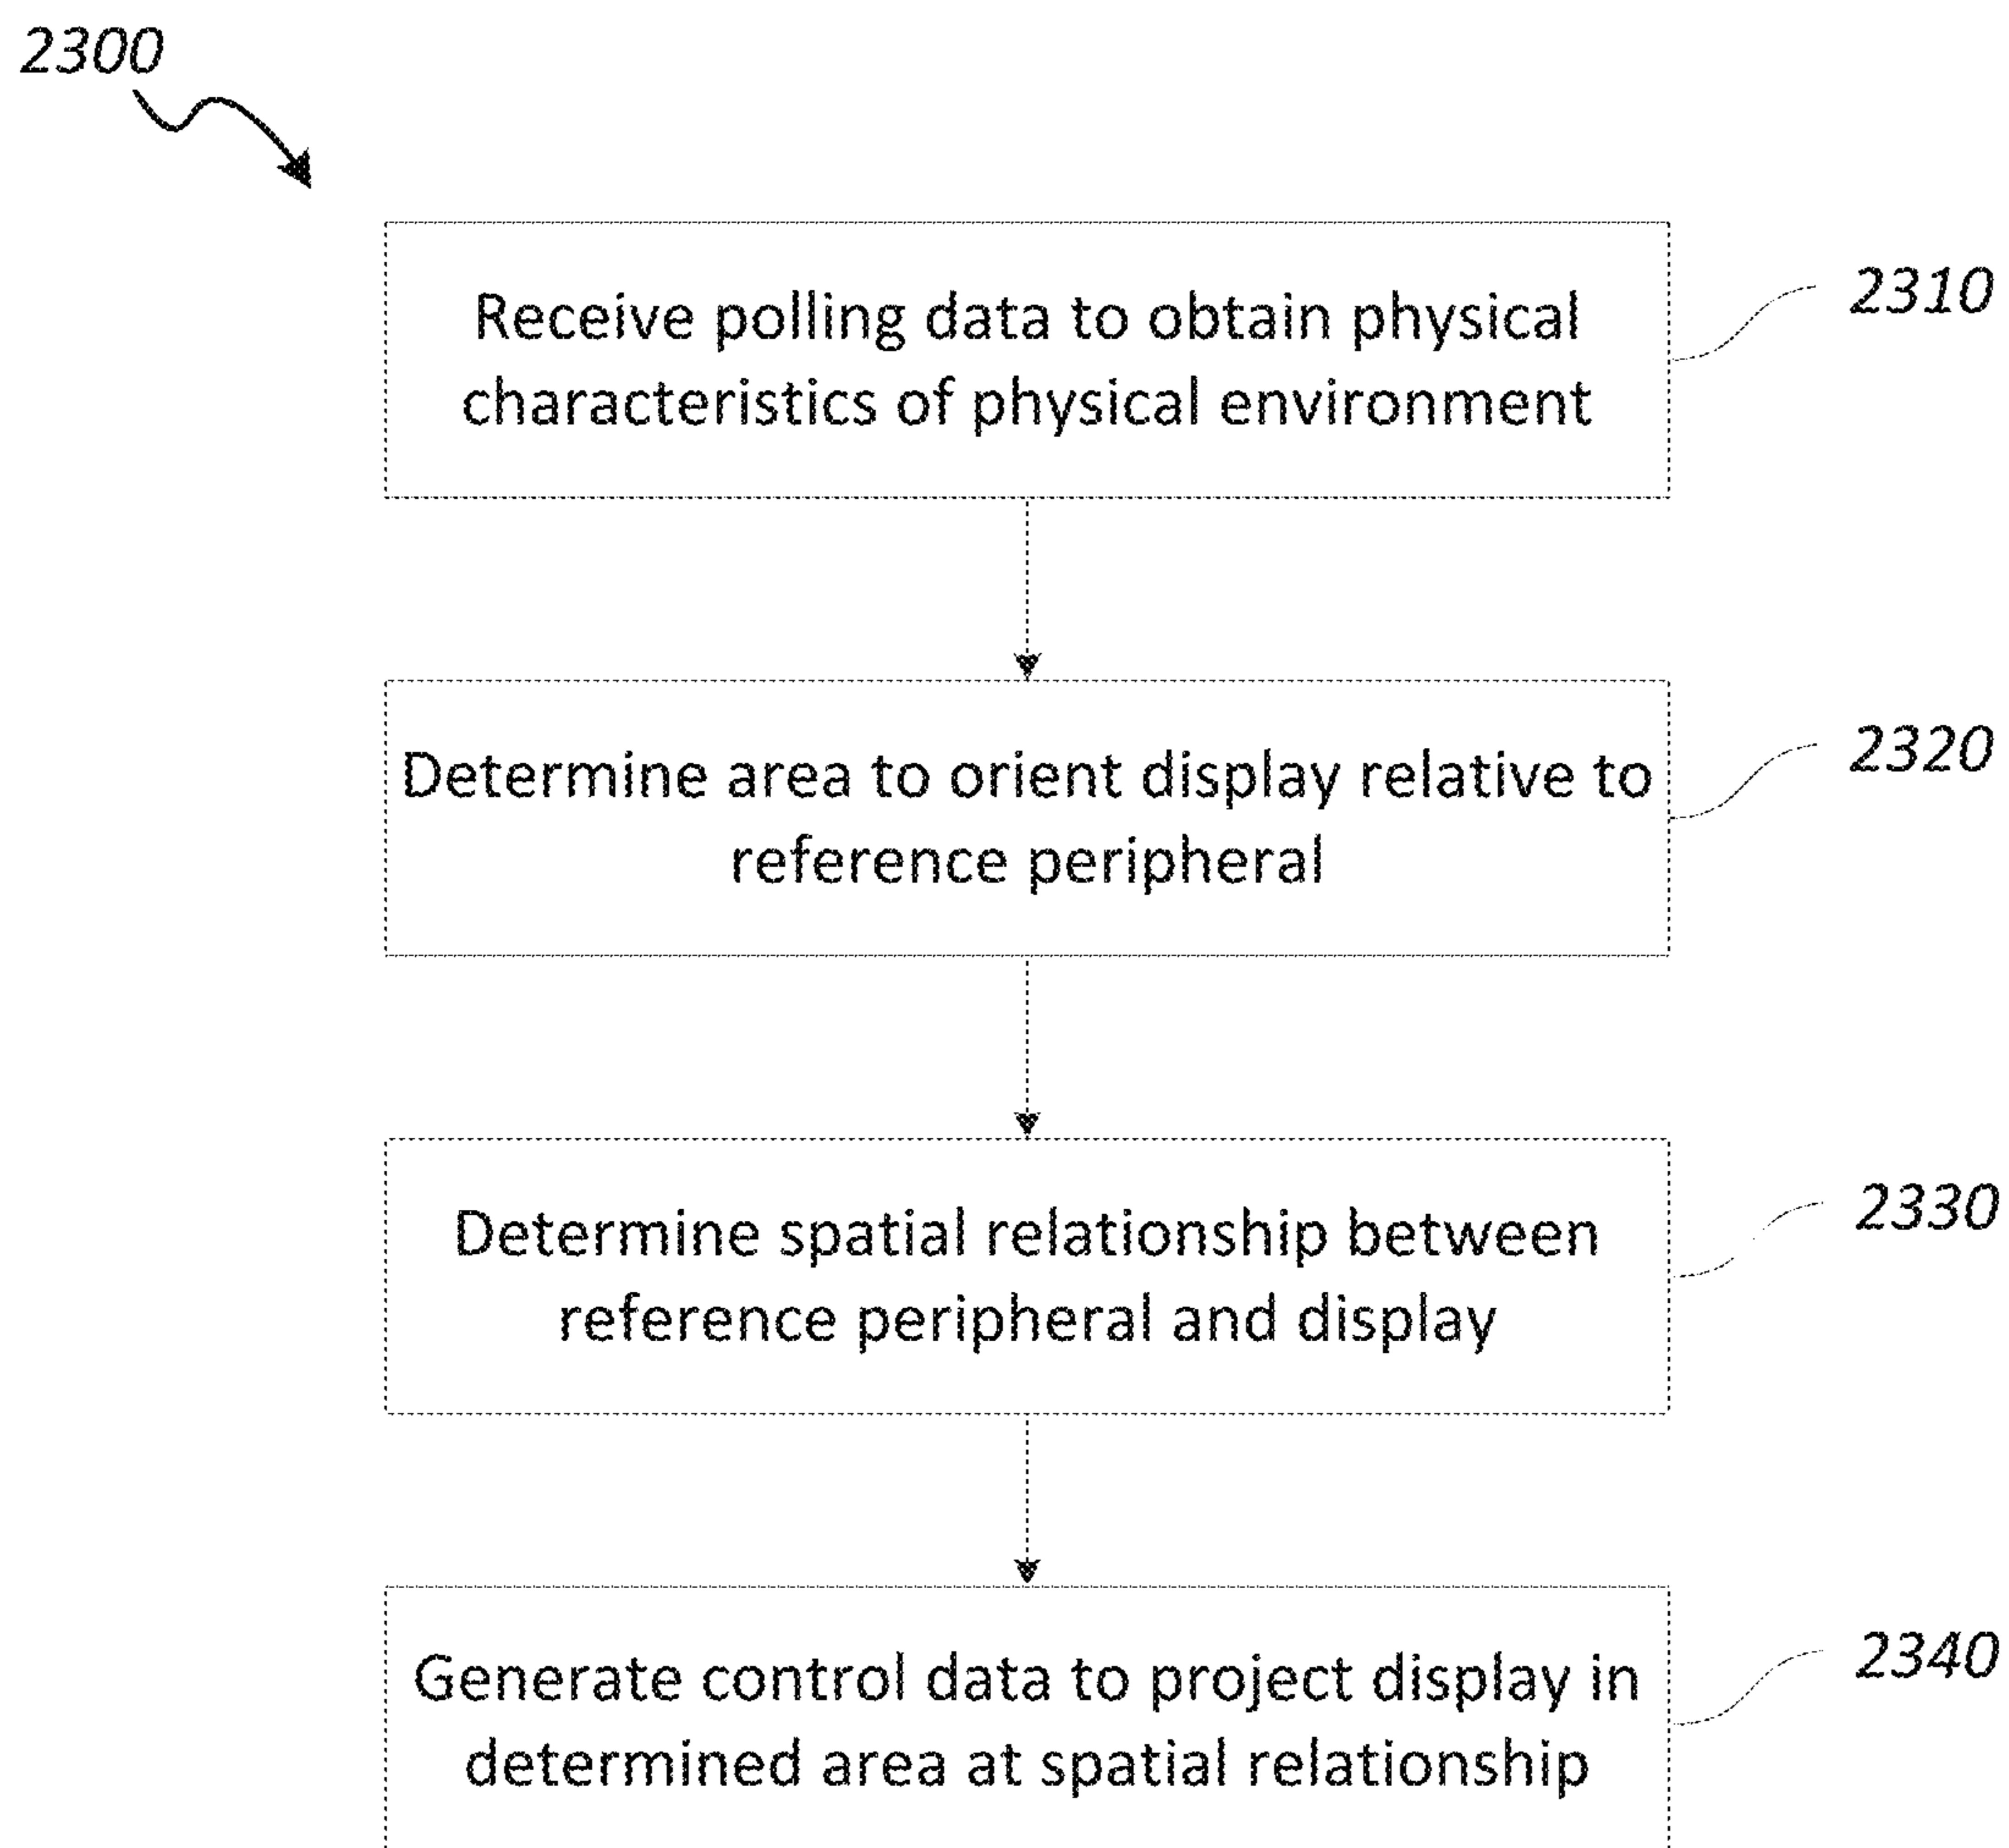 2300
Receive polling data to obtain physical
characteristics of physical environment
2310
Determine area to orient display relative to
reference peripheral
2320
Determine spatial relationship between
reference peripheral and display
2330
Generate control data to project display in
determined area at spatial relationship
2340